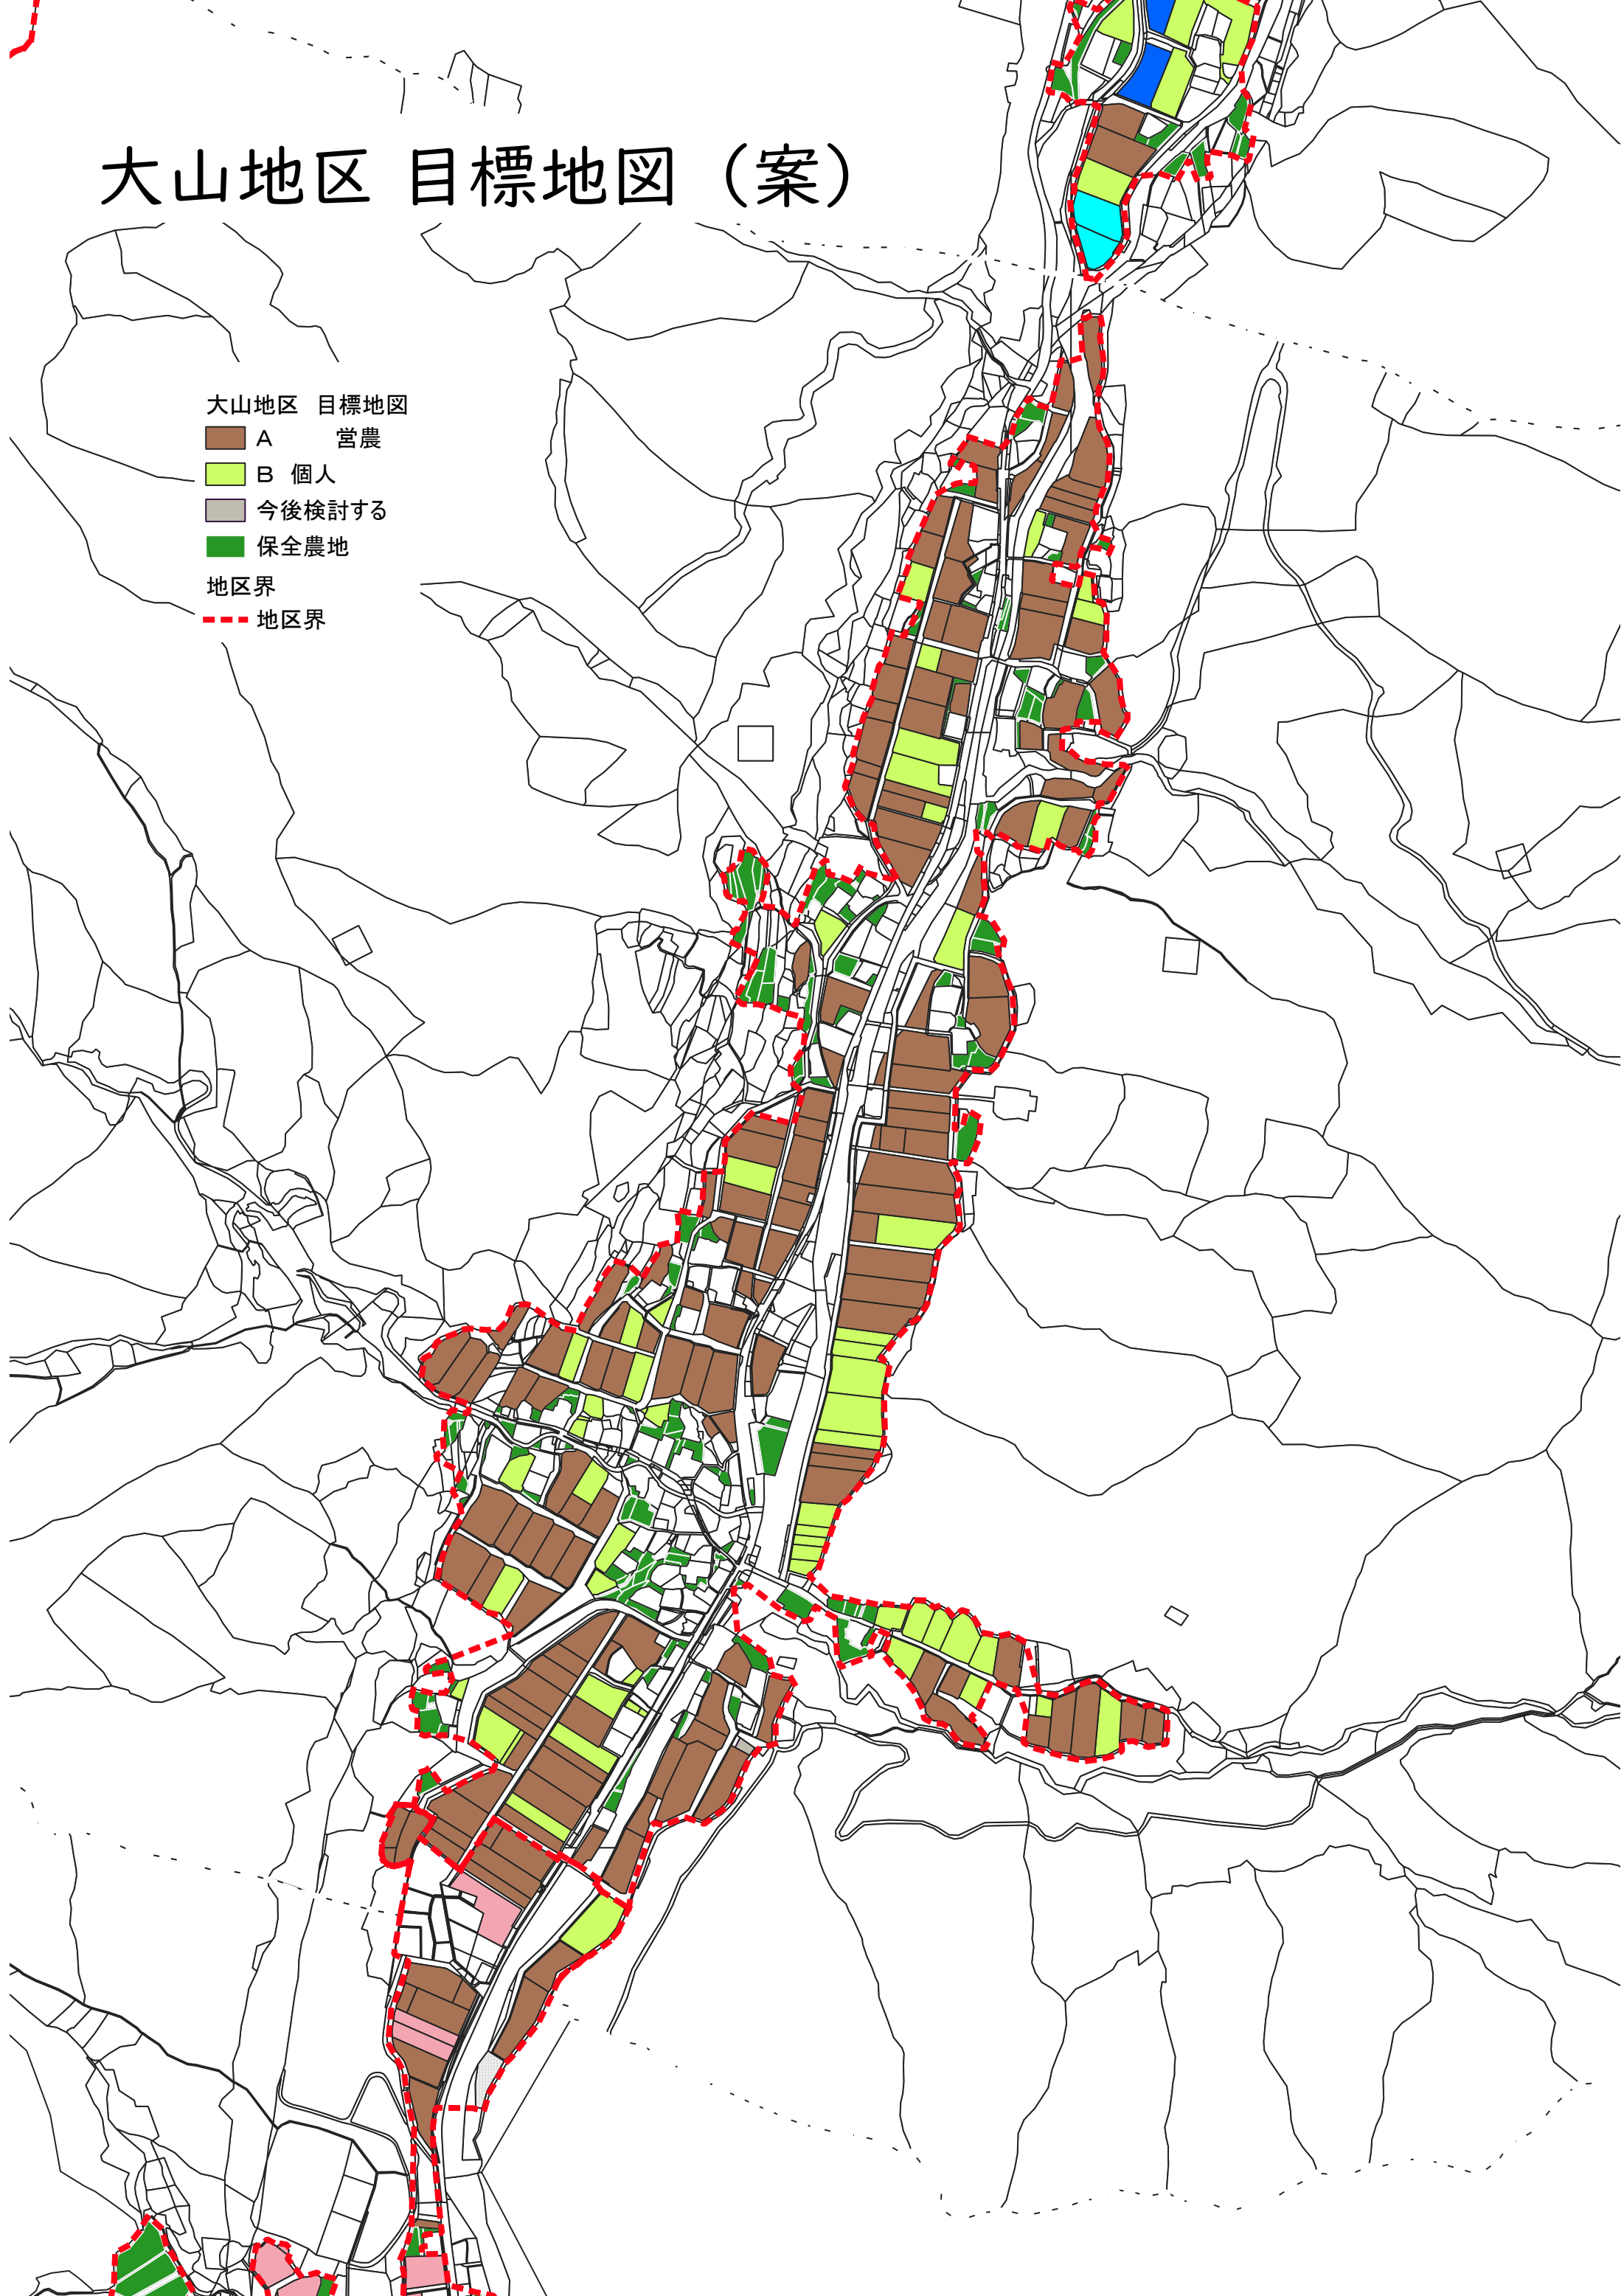 大山地区 目標地図（案）
大山地区 目標地図
A 営農
B 個人
今後検討する
保全農地
地区界
地区界